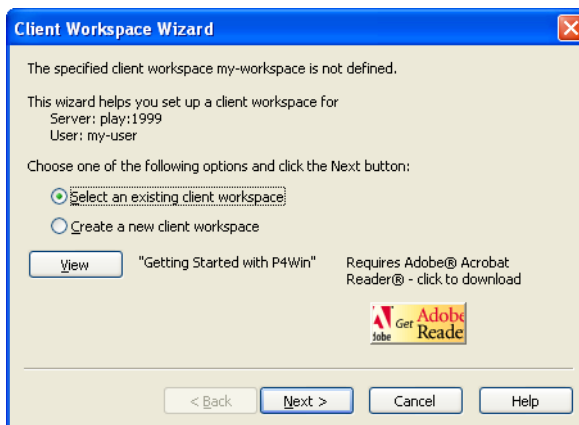 Client Workspace Wizard
The specified client workspace my-workspace is not defined.
This wizard helps you set up a client workspace for
Server: play:1999
User: my-user
Choose one of the following options and click the Next button:
Select an existing client workspace
Create a new client workspace
View "Getting Started with P4Win" Requires Adobe® Acrobat
Reader® - click to download
Get Adobe
Adobe Reader
< Back Next > Cancel Help